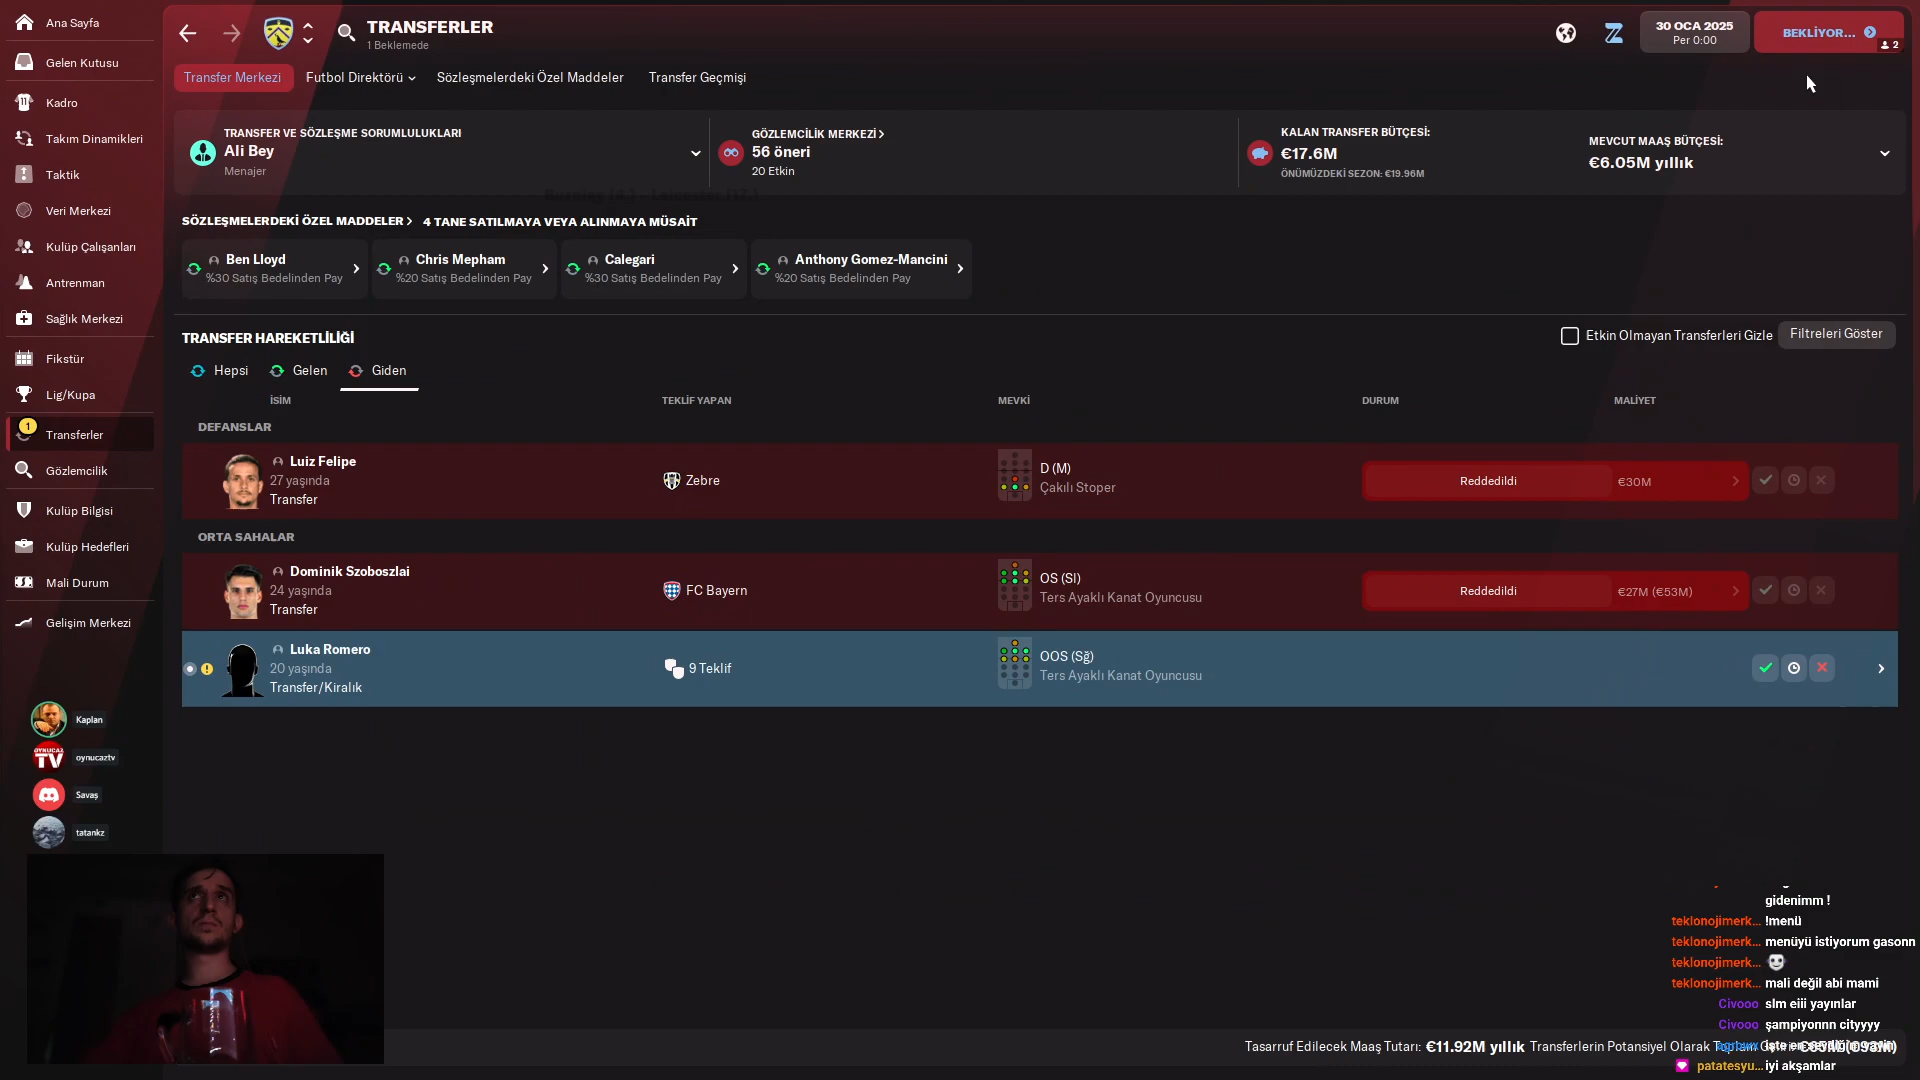 Ana Sayfa
Gelen Kutusu
Kadro
Takım Dinamikleri
Taktik
Veri Merkezi
Kulüp Çalışanları
Antrenman
Sağlık Merkezi
Fikstür
Lig/Kupa
1
Transferler
Gözlemcilik
Kulüp Bilgisi
Kulüp Hedefleri
Mali Durum
Gelişim Merkezi
Kaplan
OYNUCAZ TV
oynucaztv
Savaş
tatankz
TRANSFERLER
1 Beklemede
30 OCA 2025
Per 0:00
BEKLİYOR...
2
Transfer Merkezi
Futbol Direktörü
Sözleşmelerdeki Özel Maddeler
Transfer Geçmişi
TRANSFER VE SÖZLEŞME SORUMLULUKLARI
Ali Bey
Menajer
GÖZLEMCİLİK MERKEZİ >
56 öneri
20 Etkin
KALAN TRANSFER BÜTÇESİ:
€17.6M
ÖNÜMÜZDEKİ SEZON: €19.96M
MEVCUT MAAŞ BÜTÇESİ:
€6.05M yıllık
SÖZLEŞMELERDEKİ ÖZEL MADDELER > 4 TANE SATILMAYA VEYA ALINMAYA MÜSAİT
Ben Lloyd
%30 Satış Bedelinden Pay
Chris Mepham
%20 Satış Bedelinden Pay
Calegari
%30 Satış Bedelinden Pay
Anthony Gomez-Mancini
%20 Satış Bedelinden Pay
TRANSFER HAREKETLİLİĞİ
Etkin Olmayan Transferleri Gizle
Filtreleri Göster
Hepsi
Gelen
Giden
İSİM
TEKLİF YAPAN
MEVKİ
DURUM
MALİYET
DEFANSLAR
Luiz Felipe
27 yaşında
Transfer
Zebre
D (M)
Çakılı Stoper
Reddedildi
€30M
ORTA SAHALAR
Dominik Szoboszlai
24 yaşında
Transfer
FC Bayern
OS (Sl)
Ters Ayaklı Kanat Oyuncusu
Reddedildi
€27M (€53M)
Luka Romero
20 yaşında
Transfer/Kiralık
9 Teklif
OOS (Sğ)
Ters Ayaklı Kanat Oyuncusu
gidenimm !
teklonojimerk... !menü
teklonojimerk... menüyü istiyorum gasonn
teklonojimerk...
teklonojimerk... mali değil abi mami
Civooo slm eiii yayınlar
Civooo şampiyonnn cityyyy
Tasarruf Edilecek Maaş Tutarı: €11.92M yıllık Transferlerin Potansiyel Olarak
patatesyu... iyi akşamlar